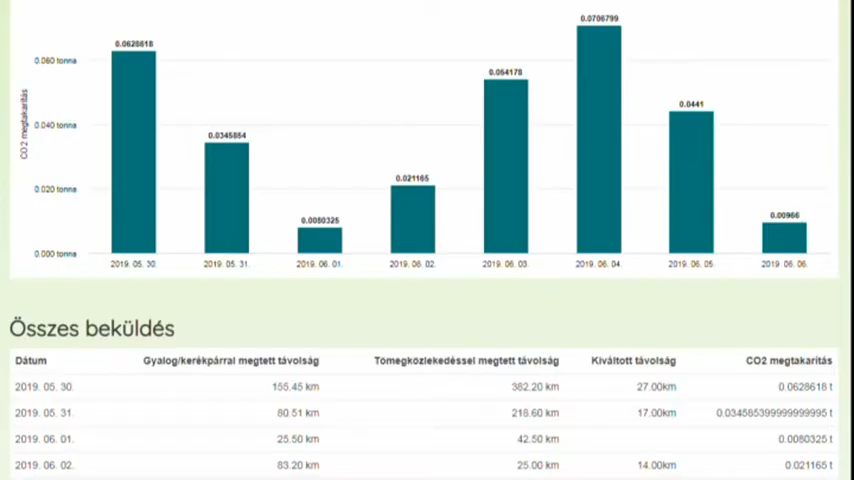 0.0706799
0.0628618
0.060 tonna
0.054178
0.0441
0.040 tonna
0.0345854
CO2 megtakarítás
0.021165
0.020 tonna
0.0080325
0.00966
0.000 tonna
2019. 05. 30. 2019. 05. 31. 2019. 06. 01. 2019. 06. 02. 2019. 06. 03. 2019. 06. 04. 2019. 06. 05. 2019. 06. 06.
Összes beküldés
Dátum Gyalog/kerékpárral megtett távolság Tömegközlekedéssel megtett távolság Kiváltott távolság CO2 megtakarítás
2019. 05. 30. 155.45 km 382.20 km 27.00km 0.0628618 t
2019. 05. 31. 80.51 km 218.60 km 17.00km 0.034585399999999995 t
2019. 06. 01. 25.50 km 42.50 km 0.0080325 t
2019. 06. 02. 83.20 km 25.00 km 14.00km 0.021165 t